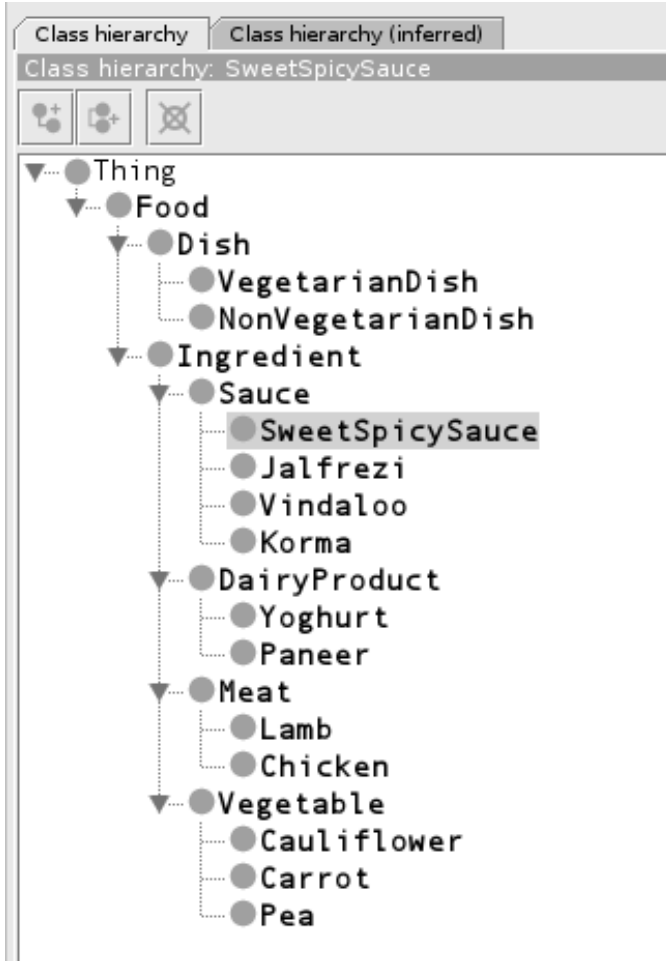 Class hierarchy Class hierarchy (inferred)
Class hierarchy: SweetSpicySauce
Thing
Food
Dish
VegetarianDish
NonVegetarianDish
Ingredient
Sauce
SweetSpicySauce
Jalfrezi
Vindaloo
Korma
DairyProduct
Yoghurt
Paneer
Meat
Lamb
Chicken
Vegetable
Cauliflower
Carrot
Pea